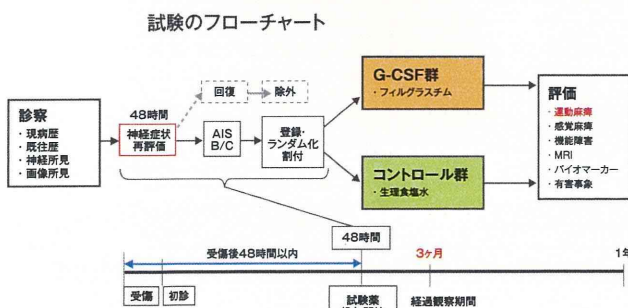 試験のフローチャート
診察
・現病歴
・既往歴
・神経所見
・画像所見
48時間
神経症状
再評価
回復
除外
AIS
B/C
登録・
ランダム化
割付
G-CSF群
・フィルグラスチム
コントロール群
・生理食塩水
評価
・運動麻痺
・感覚麻痺
・機能障害
・MRI
・バイオマーカー
・有害事象
48時間
受傷後48時間以内
3ヶ月
1年
受傷
初診
試験薬
経過観察期間